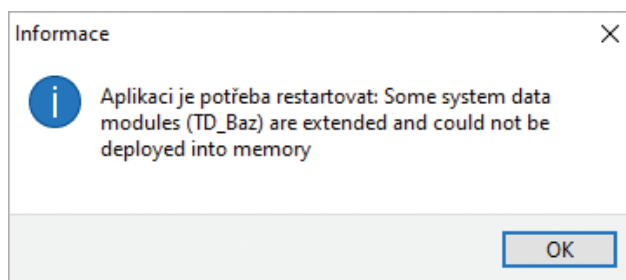 Informace
Aplikaci je potřeba restartovat: Some system data
modules (TD_Baz) are extended and could not be
deployed into memory
OK